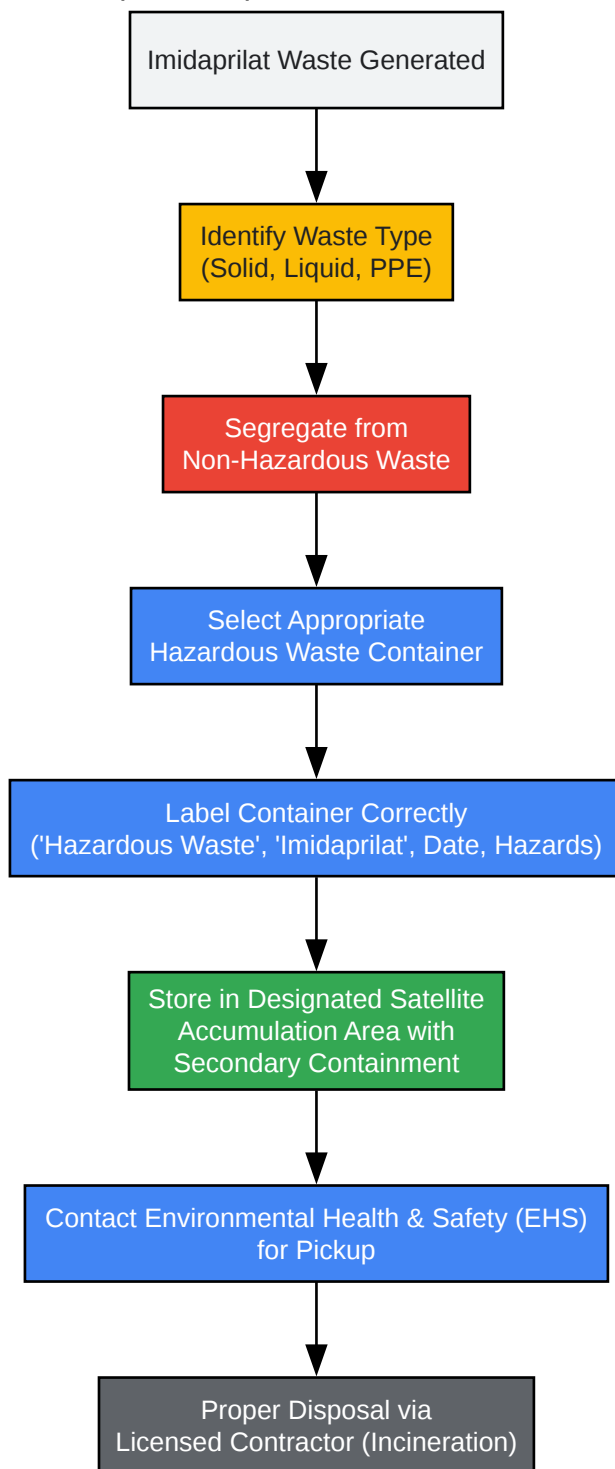 Imidaprilat Waste Generated
Identify Waste Type
(Solid, Liquid, PPE)
Segregate from
Non-Hazardous Waste
Select Appropriate
Hazardous Waste Container
Label Container Correctly
('Hazardous Waste', 'Imidaprilat', Date, Hazards)
Store in Designated Satellite
Accumulation Area with
Secondary Containment
Contact Environmental Health & Safety (EHS)
for Pickup
Proper Disposal via
Licensed Contractor (Incineration)